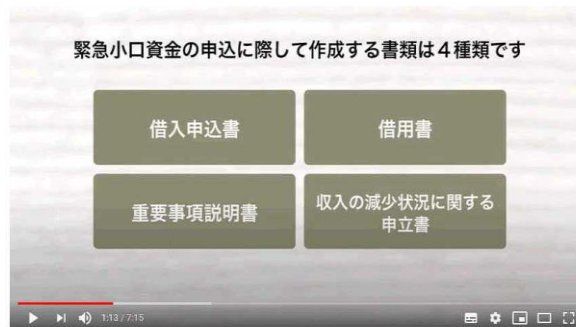 緊急小口資金の申込に際して作成する書類は４種類です
借入申込書
借用書
重要事項説明書
収入の減少状況に関する
申立書
1:13 / 7:15